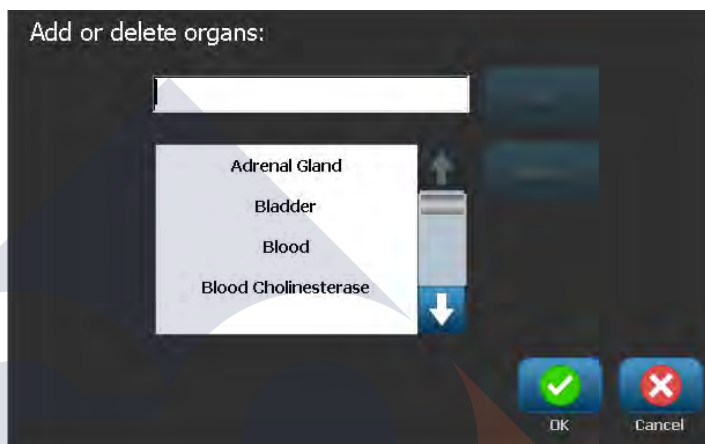 Add or delete organs:
Adrenal Gland
Bladder
Blood
Blood Cholinesterase
OK
Cancel